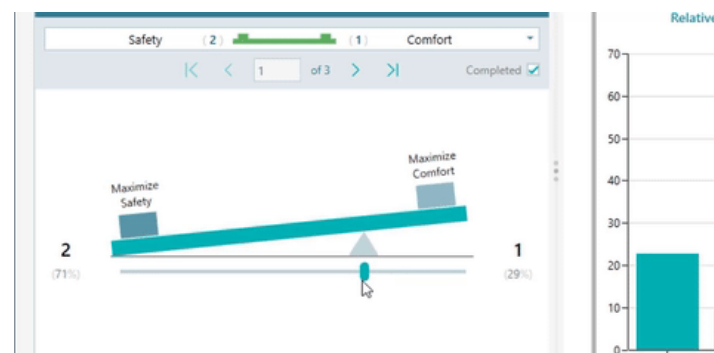 Relative
Safety (2) (1) Comfort
1 of 3 Completed
70
60
50
40
30
20
10
0
Maximize
Comfort
Maximize
Safety
2
(71%)
1
(29%)